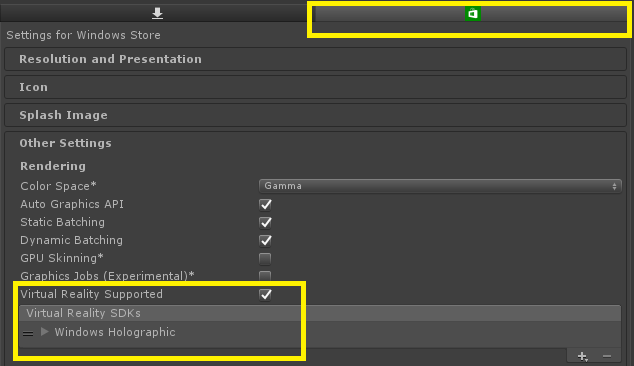 Settings for Windows Store
Resolution and Presentation
Icon
Splash Image
Other Settings
Rendering
Color Space*
Gamma
Auto Graphics API
Static Batching
Dynamic Batching
GPU Skinning*
Graphics Jobs (Experimental)*
Virtual Reality Supported
Virtual Reality SDKs
Windows Holographic